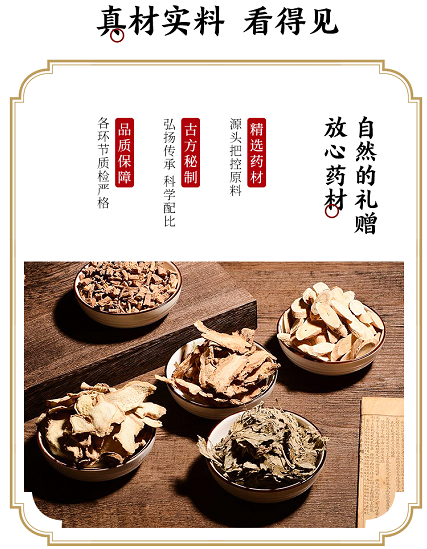 真材实料 看得见
自然的礼赠
放心药材
精选药材
源头把控原料
古方秘制
弘扬传承 科学配比
品质保障
各环节质检严格